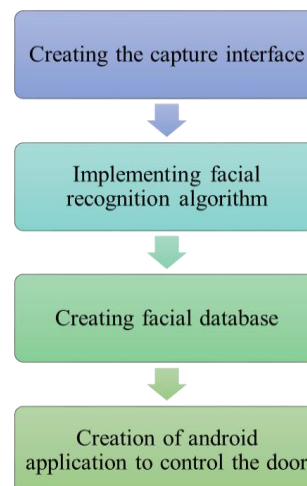 Creating the capture interface
Implementing facial
recognition algorithm
Creating facial database
Creation of android
application to control the door